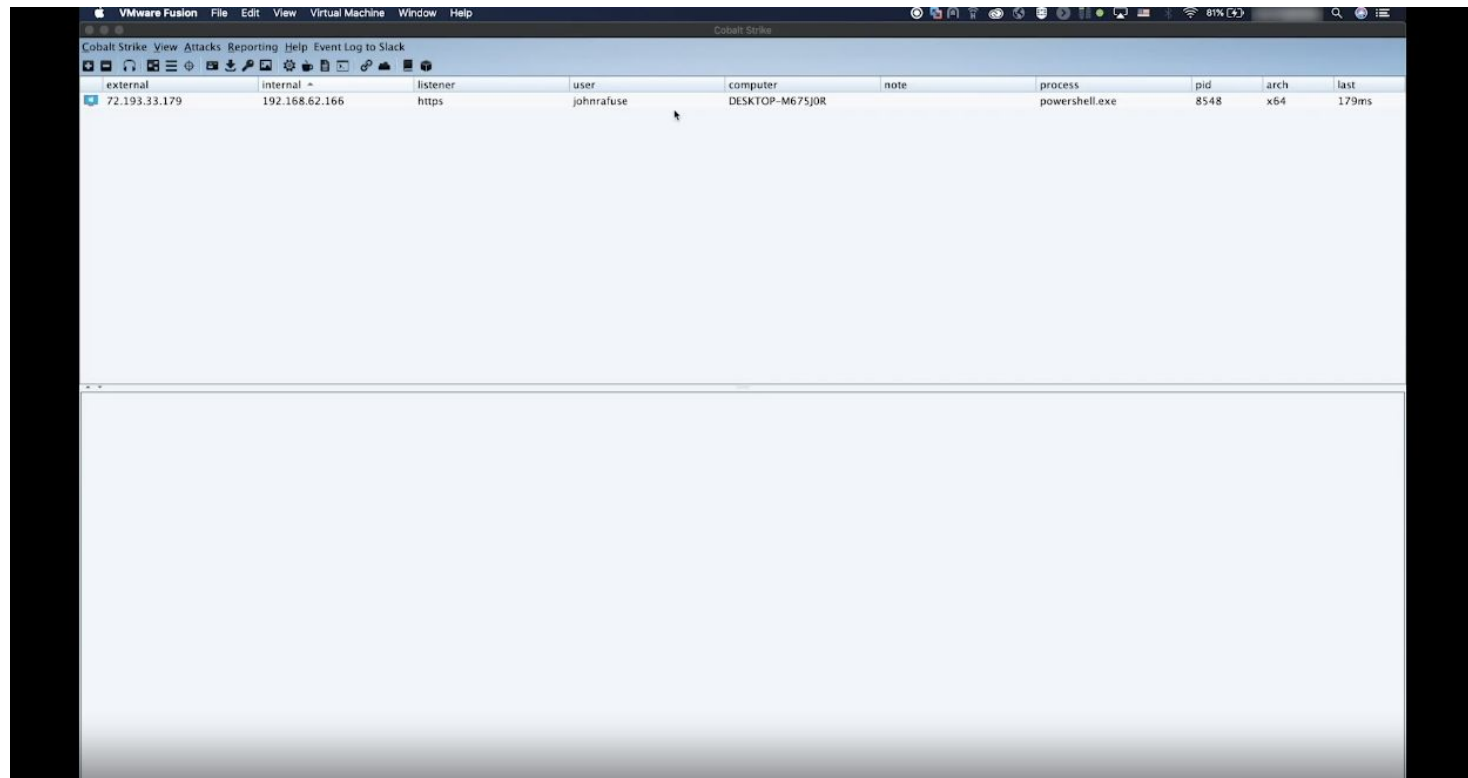 VMware Fusion File Edit View Virtual Machine Window Help 81%
Cobalt Strike
Cobalt Strike View Attacks Reporting Help Event Log to Slack
external internal listener user computer note process pid arch last
72.193.33.179 192.168.62.166 https johnrafuse DESKTOP-M675J0R powershell.exe 8548 x64 179ms